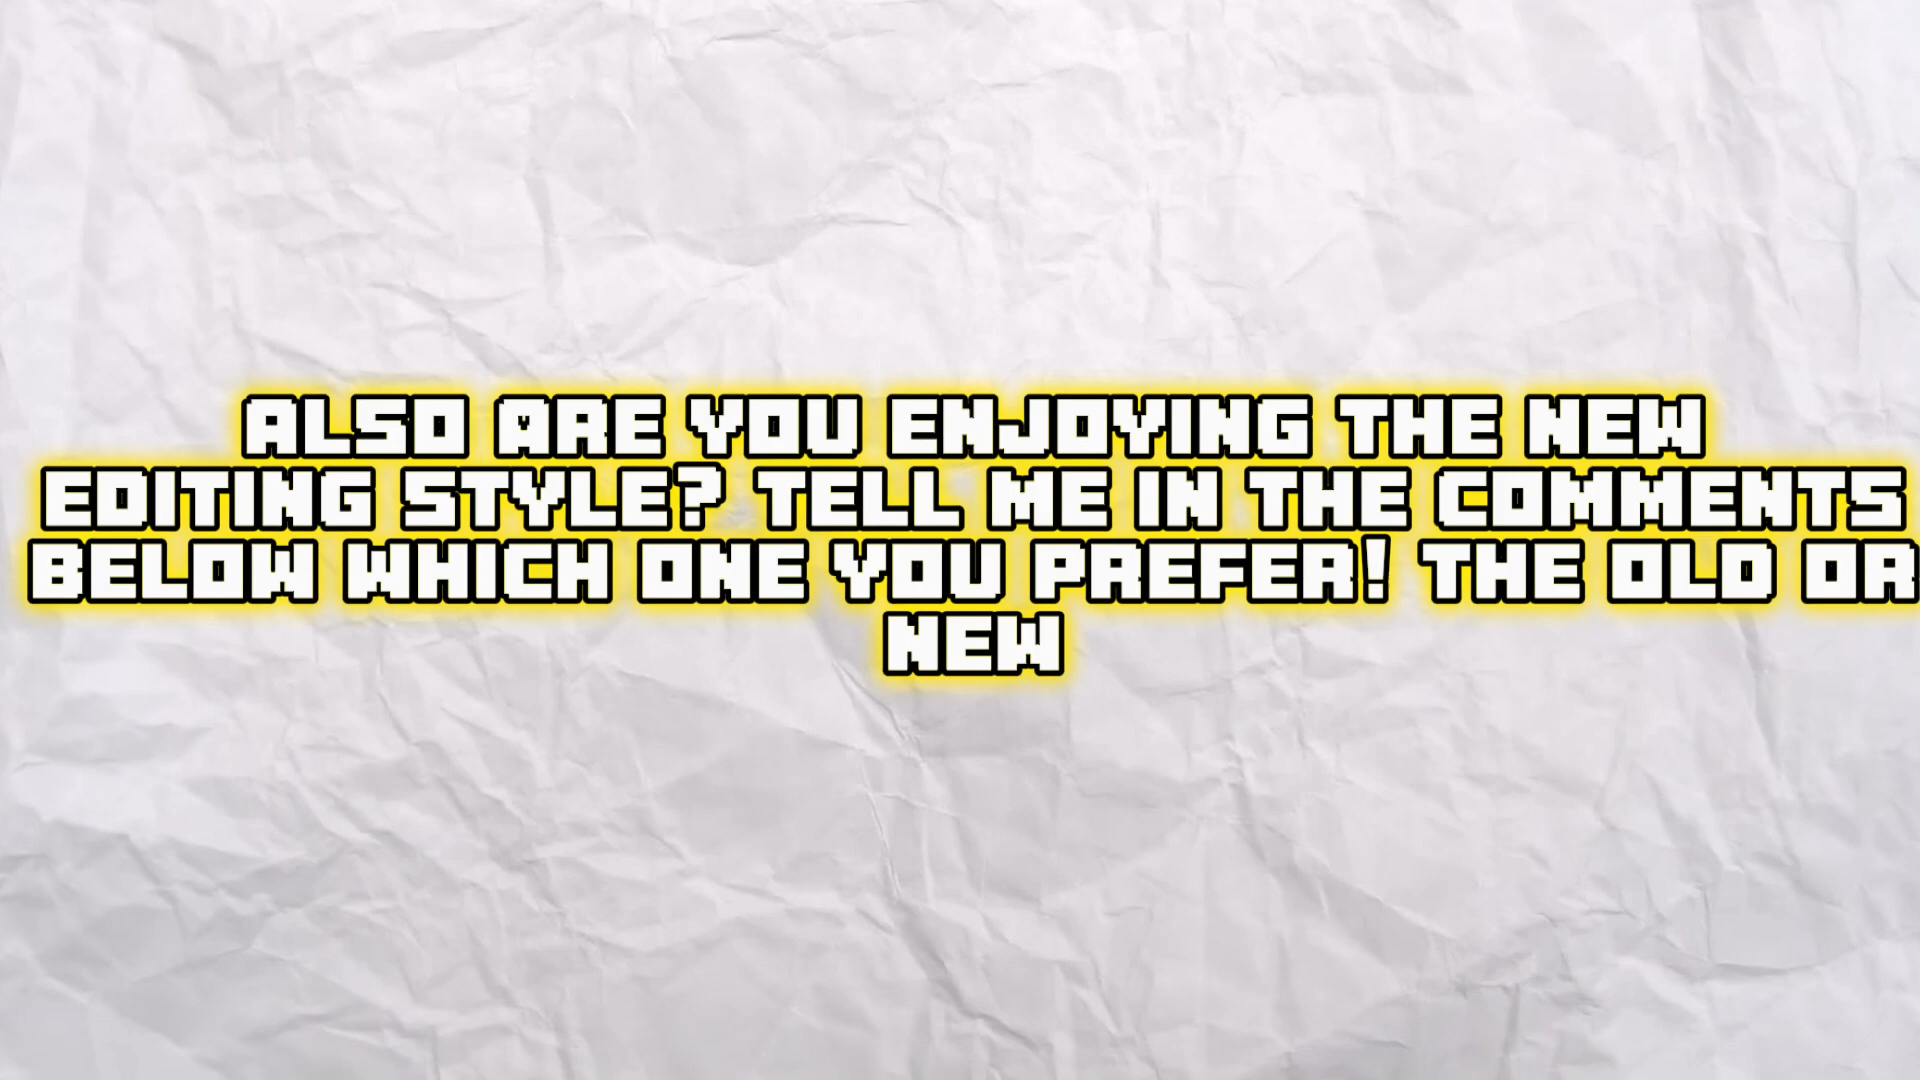 ALSO ARE YOU ENJOYING THE NEW
EDITING STYLE? TELL ME IN THE COMMENTS
BELOW WHICH ONE YOU PREFER! THE OLD OR
NEW